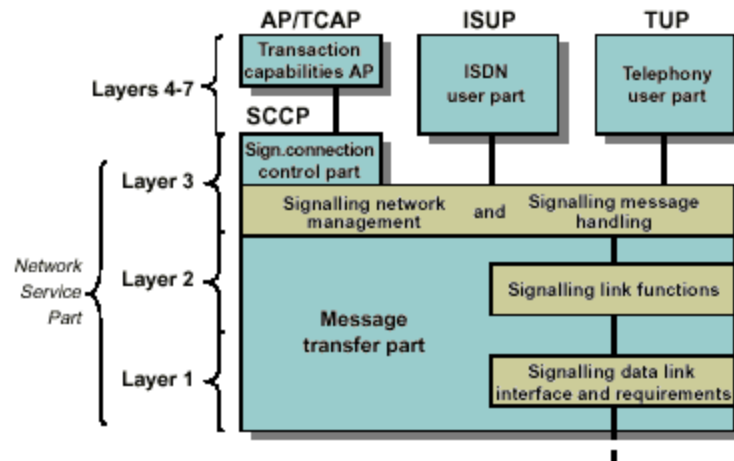 AP/TCAP
ISUP
TUP
Layers 4-7
Transaction
capabilities AP
ISDN
user part
Telephony
user part
SCCP
Layer 3
Sign.connection
control part
Signalling network
management
and
Signalling message
handling
Network
Service
Part
Layer 2
Signalling link functions
Message
transfer part
Layer 1
Signalling data link
interface and requirements